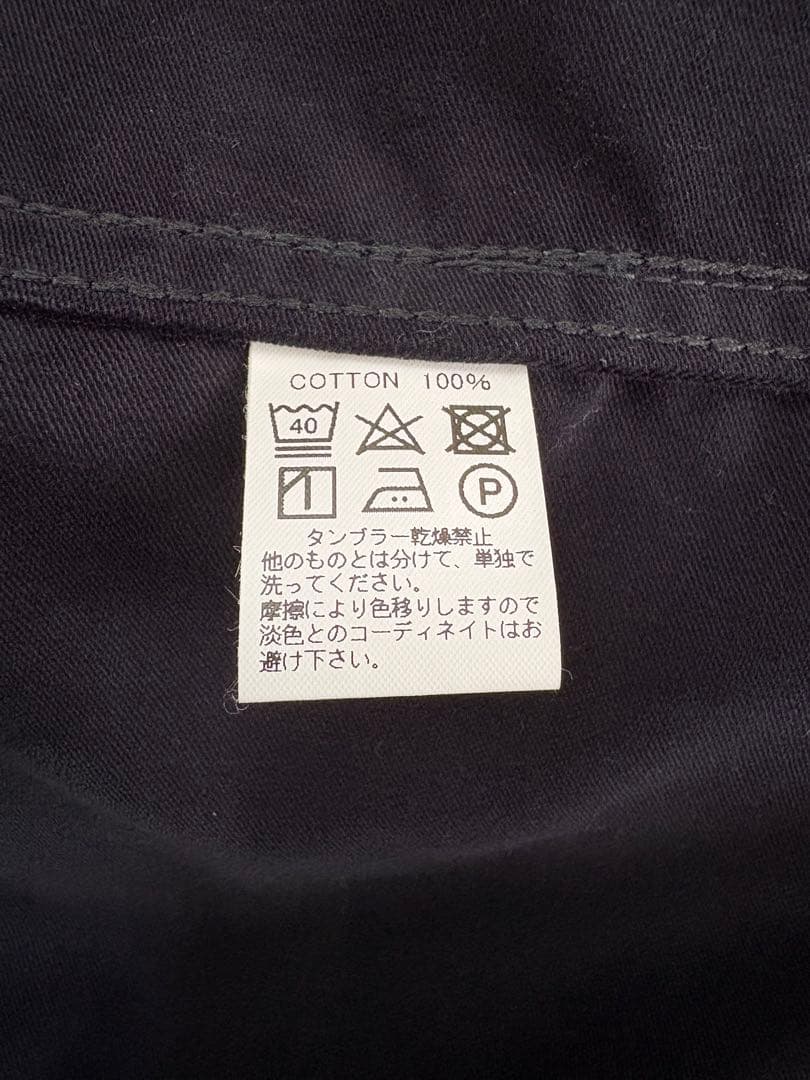 COTTON 100%
40
P
タンブラー乾燥禁止
他のものとは分けて、単独で
洗ってください。
摩擦により色移りしますので
淡色とのコーディネイトはお
避け下さい。